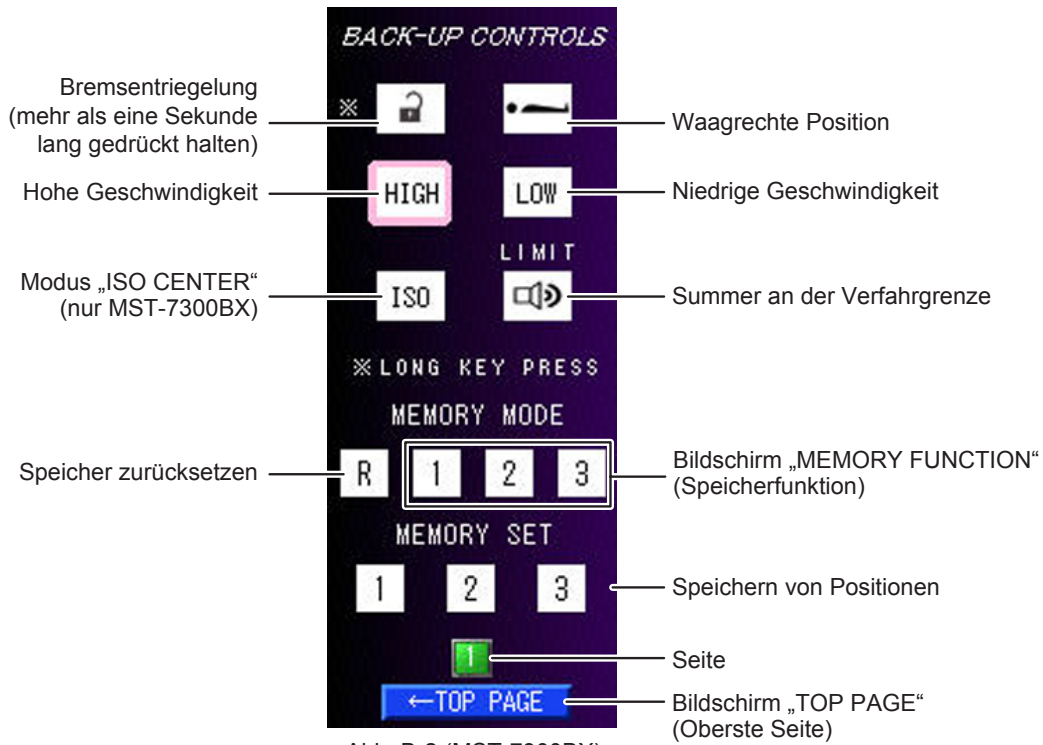 BACK-UP CONTROLS
Bremsentriegelung
(mehr als eine Sekunde
lang gedrückt halten)
※
Waagrechte Position
Hohe Geschwindigkeit
HIGH
LOW
Niedrige Geschwindigkeit
LIMIT
Modus „ISO CENTER“
(nur MST-7300BX)
ISO
Summer an der Verfahrgrenze
※LONG KEY PRESS
MEMORY MODE
Speicher zurücksetzen
R 1 2 3
Bildschirm „MEMORY FUNCTION“
(Speicherfunktion)
MEMORY SET
1 2 3
Speichern von Positionen
1
Seite
←TOP PAGE
Bildschirm „TOP PAGE“
(Oberste Seite)